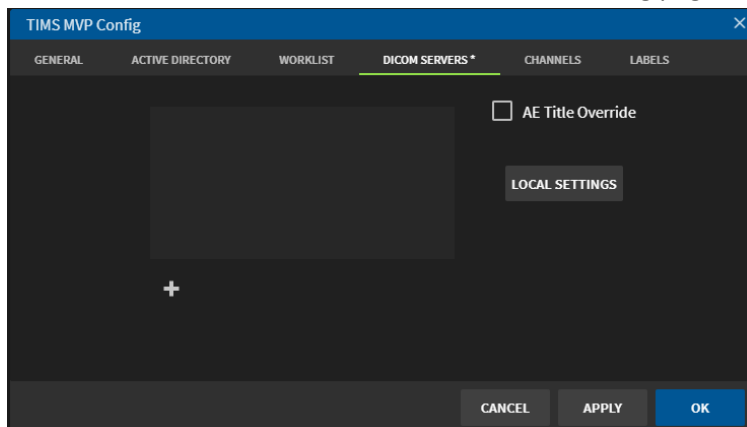 TIMS MVP Config
GENERAL ACTIVE DIRECTORY WORKLIST DICOM SERVERS * CHANNELS LABELS
AE Title Override
LOCAL SETTINGS
CANCEL APPLY OK